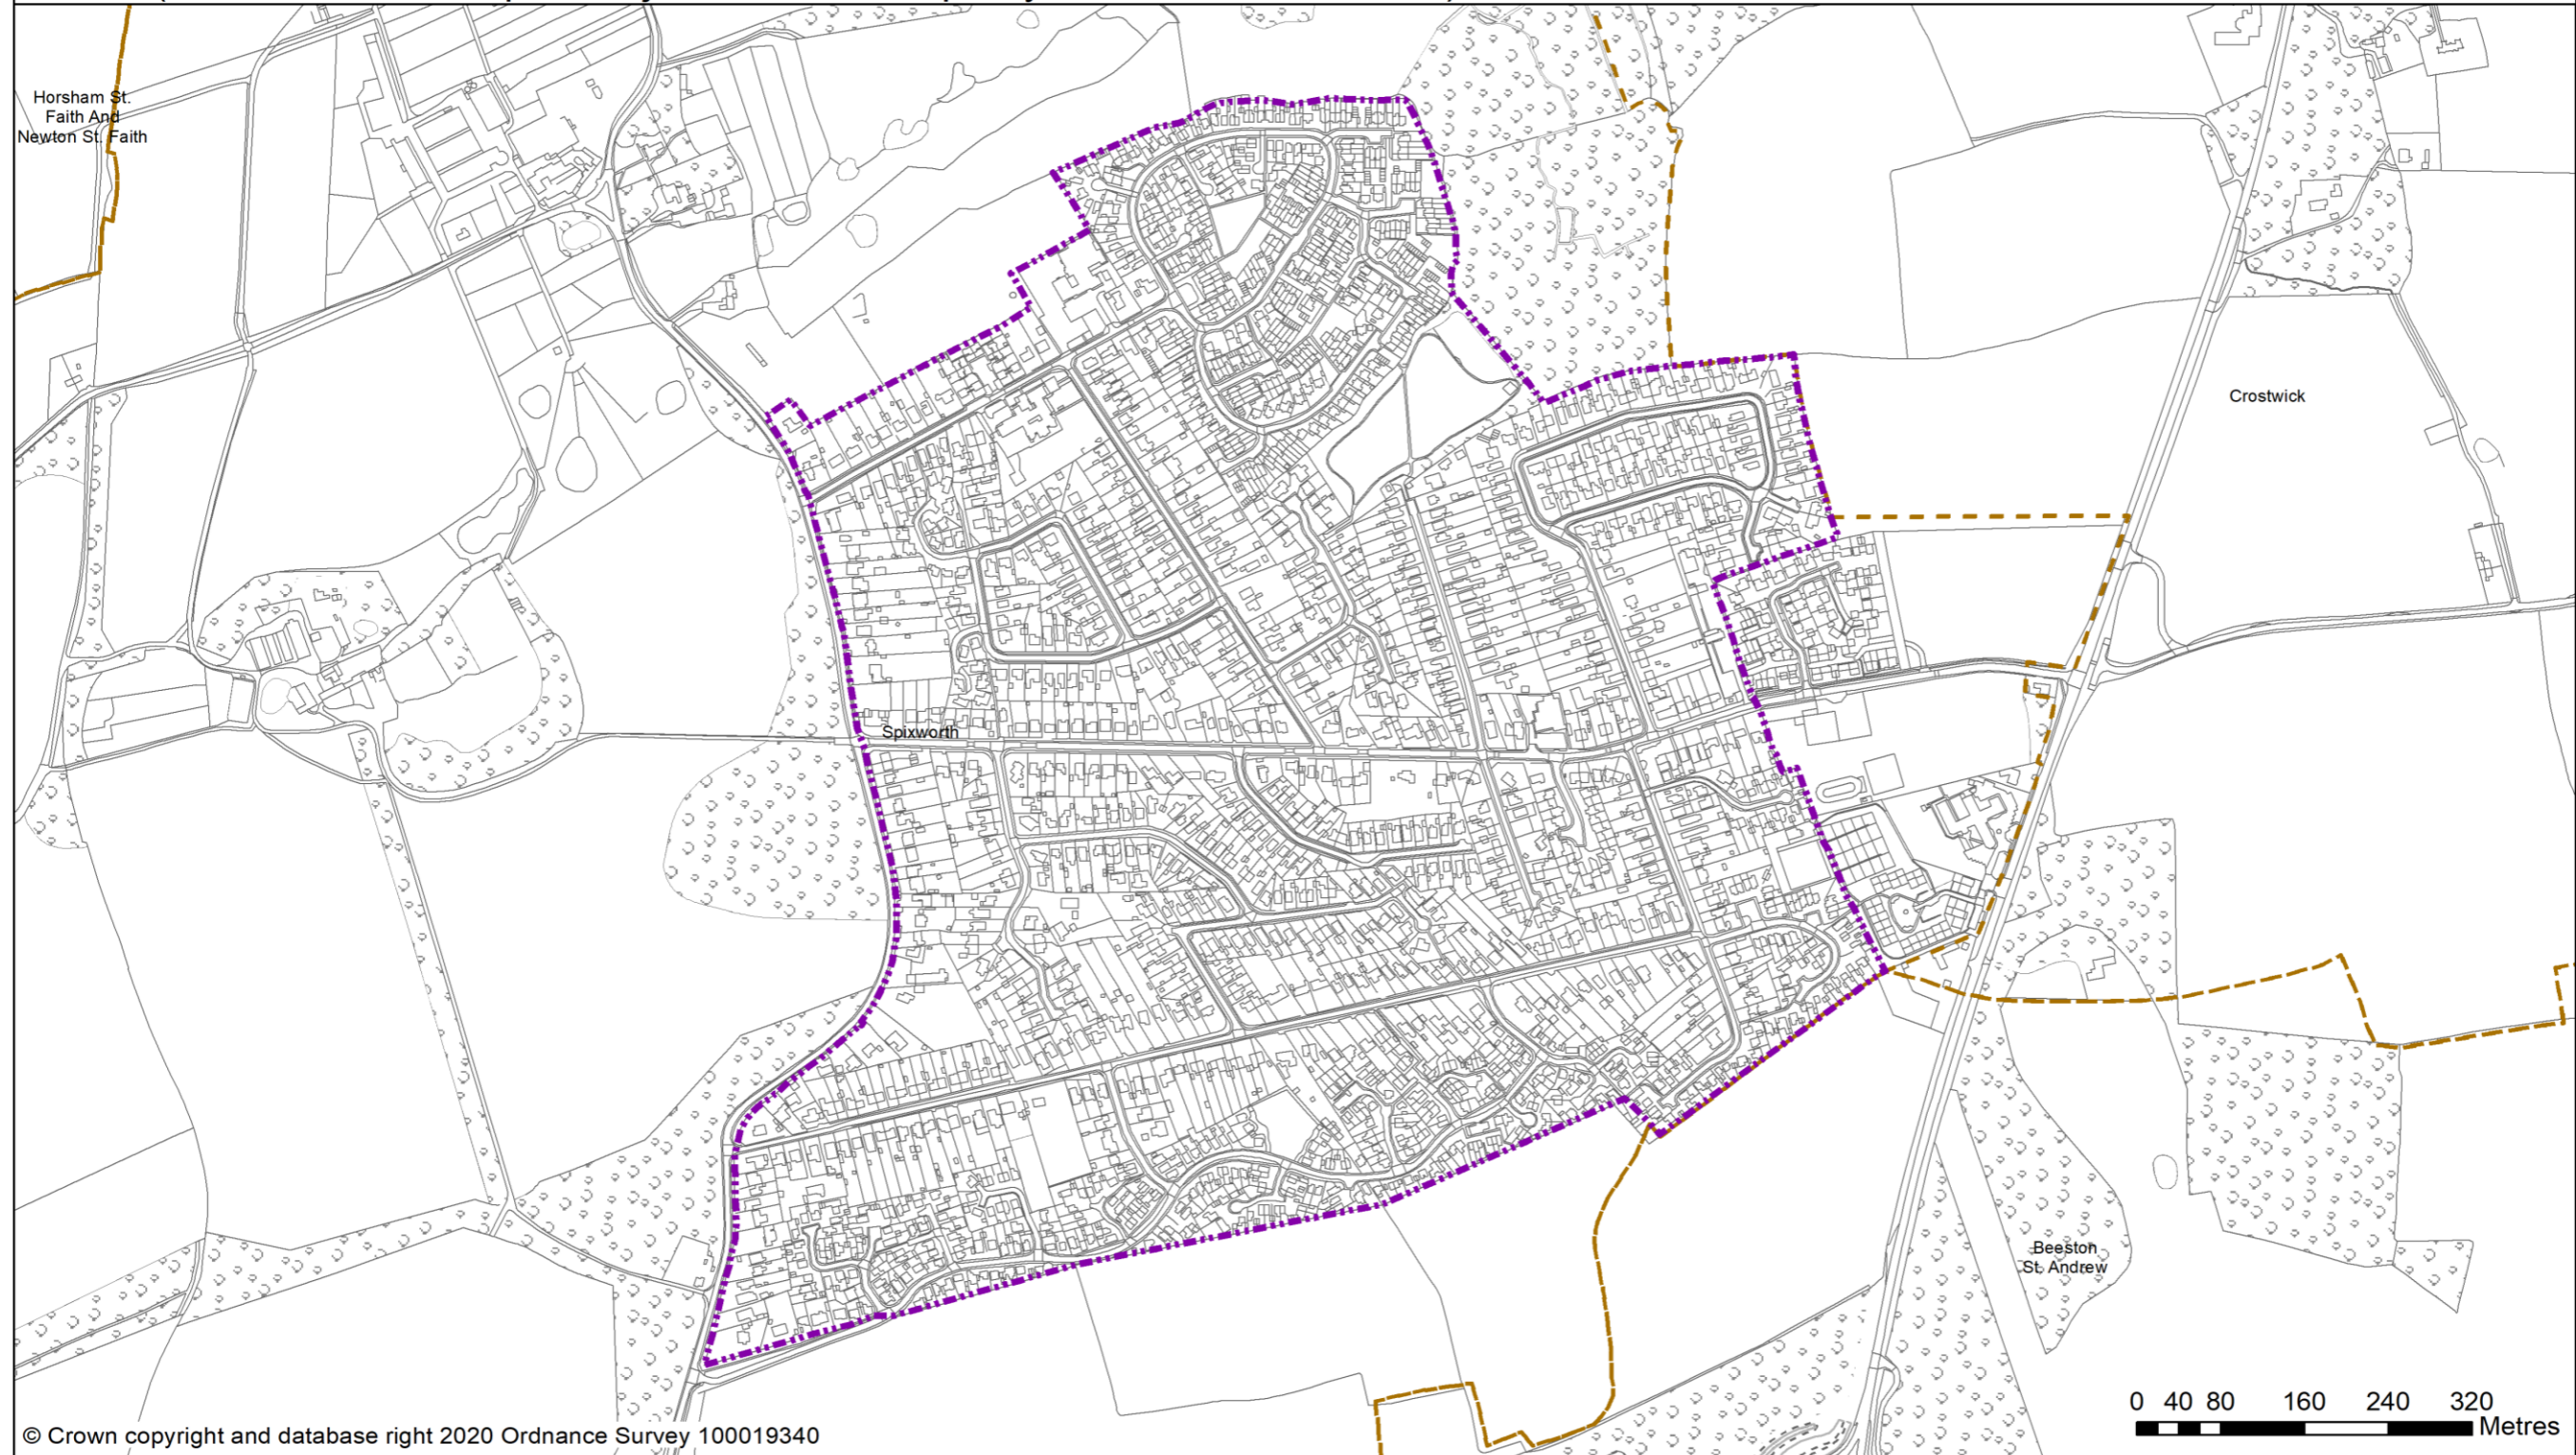 Horsham St.
Faith And
Newton St. Faith
Crostwick
Spixworth
Beeston
St. Andrew
0 40 80 160 240 320
Metres
© Crown copyright and database right 2020 Ordnance Survey 100019340